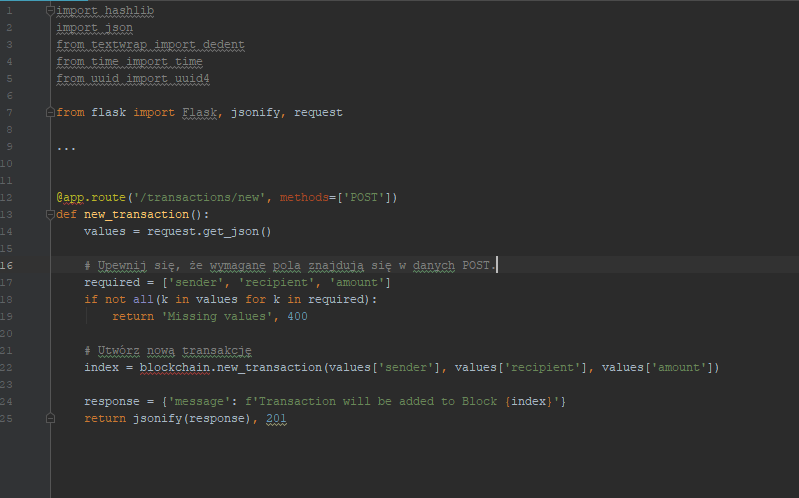 1 import hashlib
2 import json
3 from textwrap import dedent
4 from time import time
5 from uuid import uuid4
6
7 from flask import Flask, jsonify, request
8
9 ...
10
11
12 @app.route('/transactions/new', methods=['POST'])
13 def new_transaction():
14     values = request.get_json()
15
16     # Upewnij się, że wymagane pola znajdują się w danych POST.
17     required = ['sender', 'recipient', 'amount']
18     if not all(k in values for k in required):
19         return 'Missing values', 400
20
21     # Utwórz nową transakcję
22     index = blockchain.new_transaction(values['sender'], values['recipient'], values['amount'])
23
24     response = {'message': f'Transaction will be added to Block {index}'}
25     return jsonify(response), 201